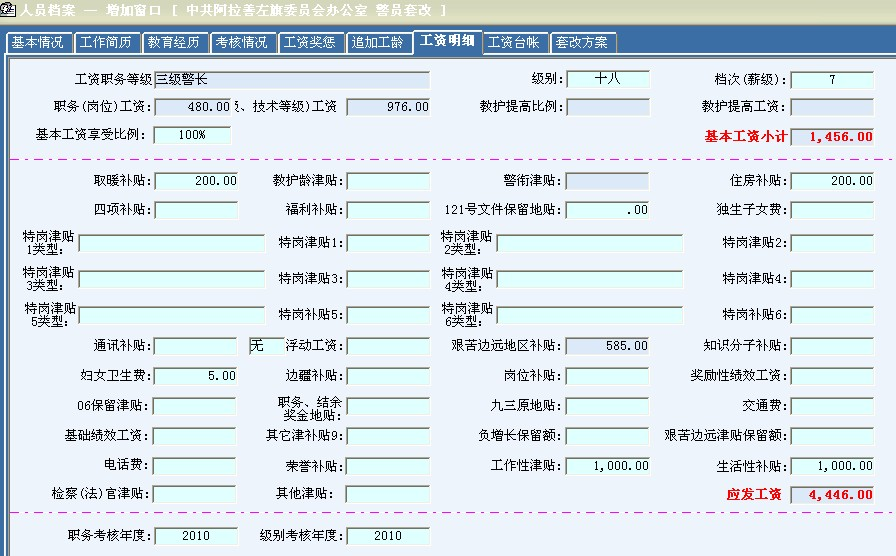 人员档案 — 增加窗口 [ 中共阿拉善左旗委员会办公室 警员套改 ]
基本情况 工作简历 教育经历 考核情况 工资奖惩 追加工龄 工资明细 工资台帐 套改方案
工资职务等级 三级警长 级别: 十八 档次(薪级): 7
职务(岗位)工资: 480.00 、技术等级)工资 976.00 教护提高比例: 教护提高工资:
基本工资享受比例: 100% 基本工资小计 1,456.00
取暖补贴: 200.00 教护龄津贴: 警衔津贴: 住房补贴: 200.00
四项补贴: 福利补贴: 121号文件保留地贴: .00 独生子女费:
特岗津贴1类型: 特岗津贴1: 特岗津贴2类型: 特岗津贴2:
特岗津贴3类型: 特岗津贴3: 特岗津贴4类型: 特岗津贴4:
特岗津贴5类型: 特岗补贴5: 特岗津贴6类型: 特岗补贴6:
通讯补贴: 无 浮动工资: 艰苦边远地区补贴: 585.00 知识分子补贴:
妇女卫生费: 5.00 边疆补贴: 岗位补贴: 奖励性绩效工资:
06保留津贴: 职务、结余奖金地贴: 九三原地贴: 交通费:
基础绩效工资: 其它津补贴9: 负增长保留额: 艰苦边远津贴保留额:
电话费: 荣誉补贴: 工作性津贴: 1,000.00 生活性补贴: 1,000.00
检察(法)官津贴: 其他津贴: 应发工资 4,446.00
职务考核年度: 2010 级别考核年度: 2010